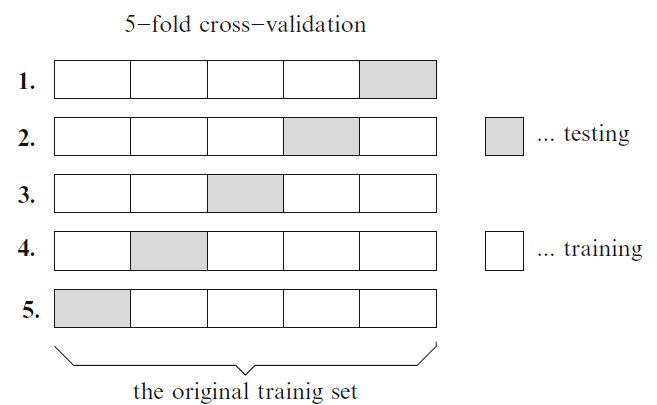 5-fold cross-validation
1.
2.
... testing
3.
4.
... training
5.
the original trainig set